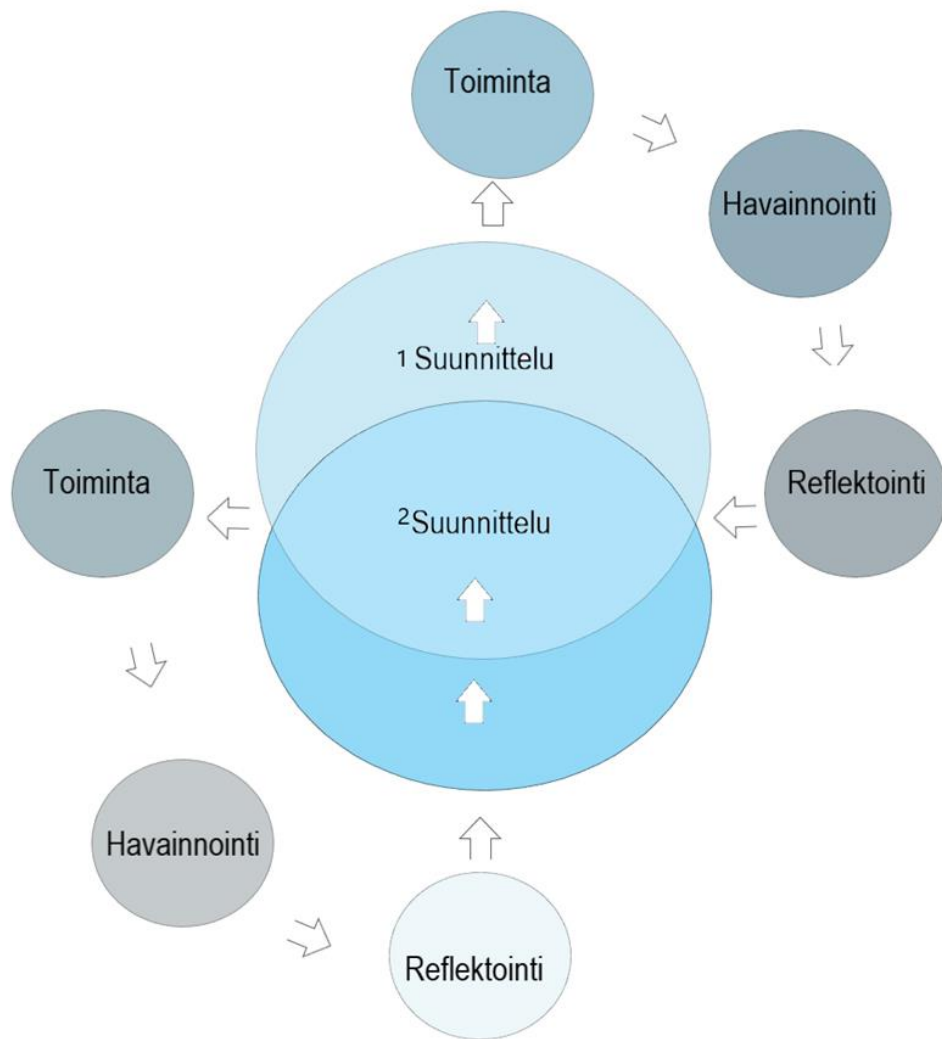 Toiminta
Havainnointi
1 Suunnittelu
Toiminta
Reflektointi
2Suunnittelu
Havainnointi
Reflektointi